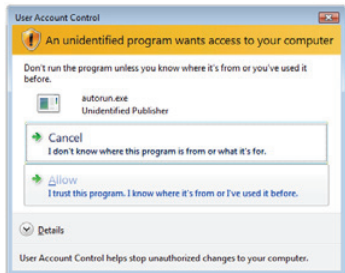 User Account Control
An unidentified program wants access to your computer
Don't run the program unless you know where it's from or you've used it
before.
autorun.exe
Unidentified Publisher
Cancel
I don't know where this program is from or what it's for.
Allow
I trust this program. I know where it's from or I've used it before.
Details
User Account Control helps stop unauthorized changes to your computer.